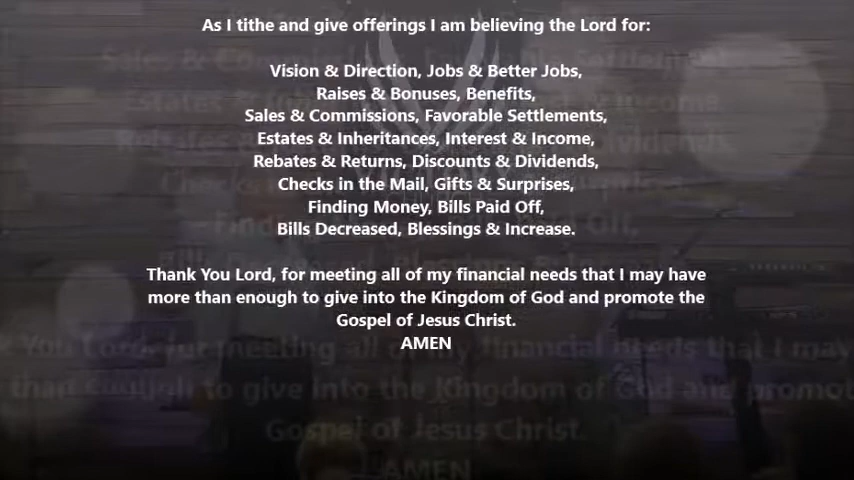 As I tithe and give offerings I am believing the Lord for:
Vision & Direction, Jobs & Better Jobs,
Raises & Bonuses, Benefits,
Sales & Commissions, Favorable Settlements,
Estates & Inheritances, Interest & Income,
Rebates & Returns, Discounts & Dividends,
Checks in the Mail, Gifts & Surprises,
Finding Money, Bills Paid Off,
Bills Decreased, Blessings & Increase.
Thank You Lord, for meeting all of my financial needs that I may have
more than enough to give into the Kingdom of God and promote the
Gospel of Jesus Christ.
AMEN